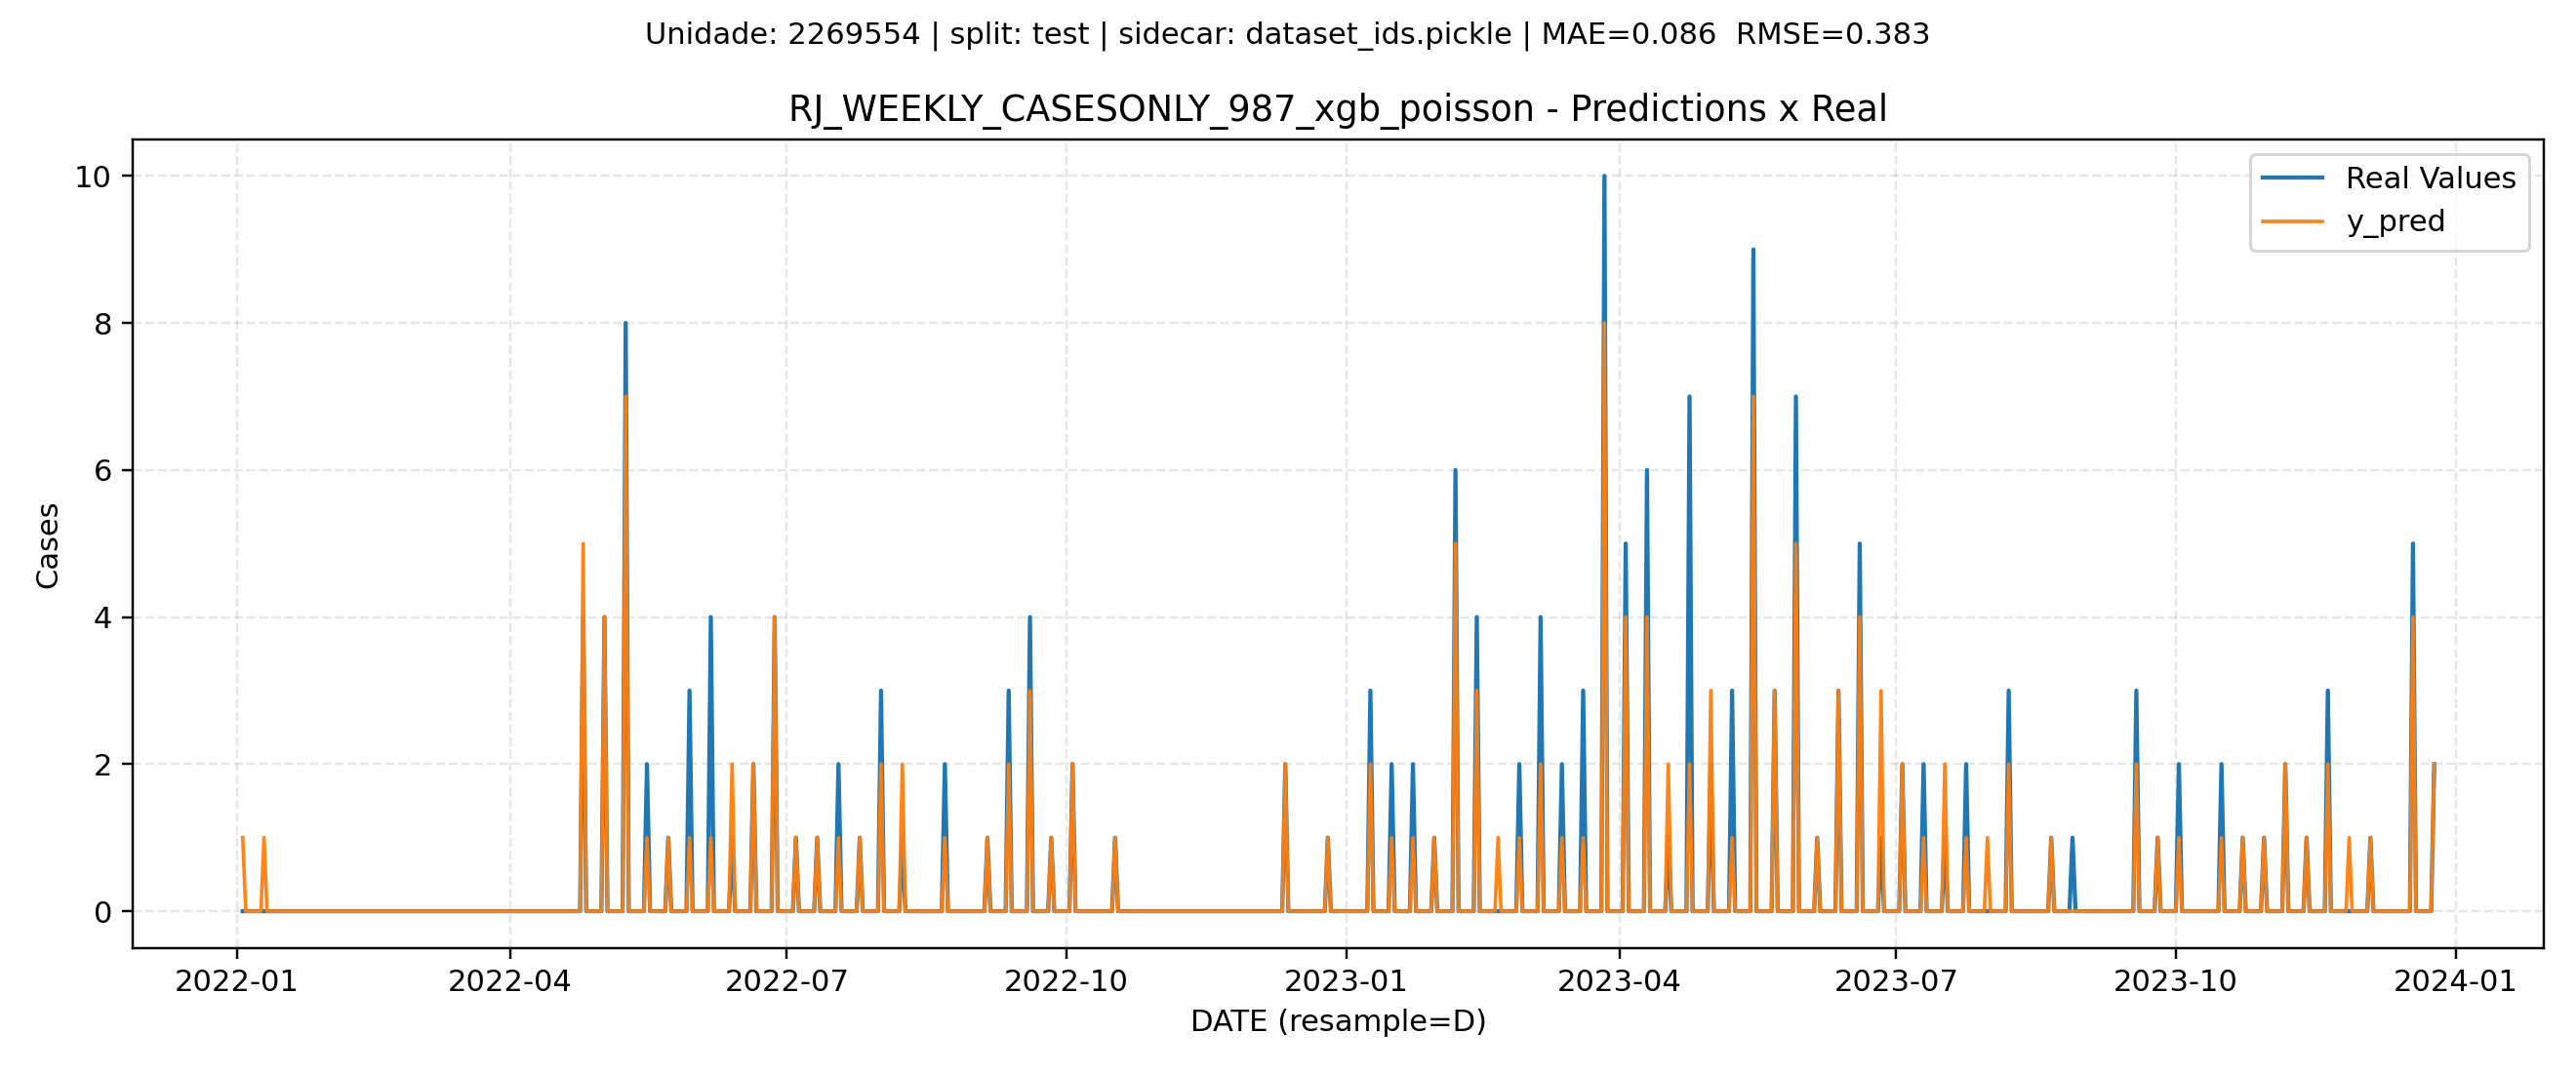 Unidade: 2269554 | split: test | sidecar: dataset_ids.pickle | MAE=0.086  RMSE=0.383
RJ_WEEKLY_CASESONLY_987_xgb_poisson - Predictions x Real
Real Values
y_pred
10
8
6
4
2
0
Cases
2022-01
2022-04
2022-07
2022-10
2023-01
2023-04
2023-07
2023-10
2024-01
DATE (resample=D)